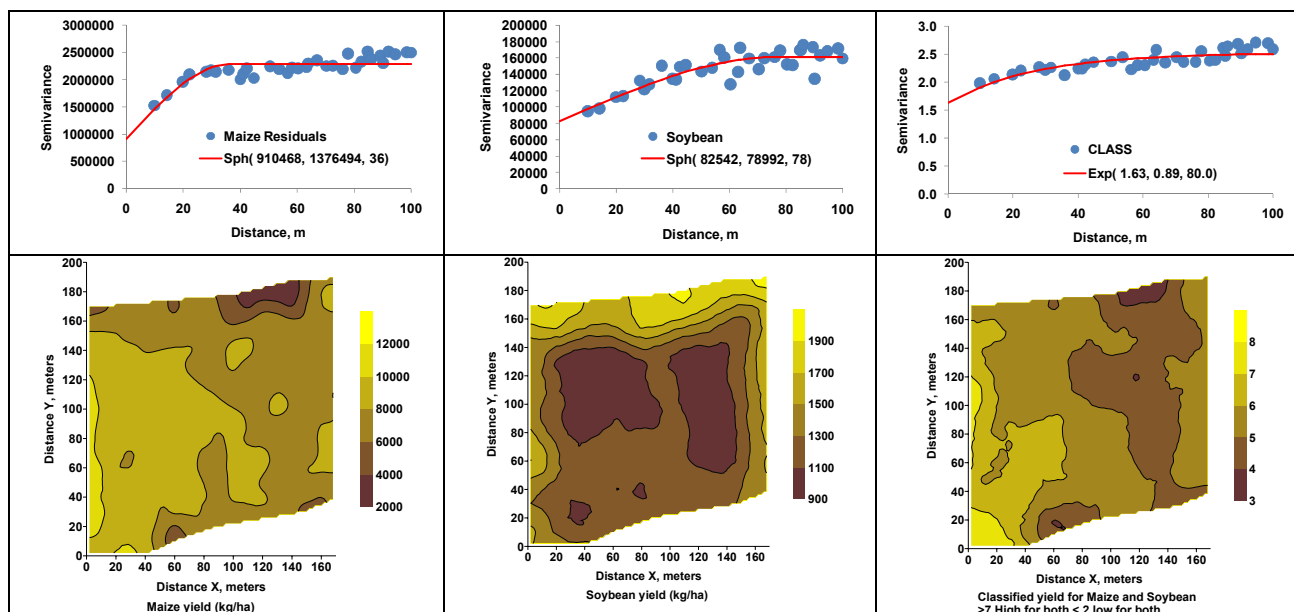 3000000
2500000
2000000
1500000
1000000
500000
0
Semivariance
Maize Residuals
Sph( 910468, 1376494, 36)
0 20 40 60 80 100
Distance, m
200000
180000
160000
140000
120000
100000
80000
60000
40000
20000
0
Semivariance
Soybean
Sph( 82542, 78992, 78)
0 20 40 60 80 100
Distance, m
3.0
2.5
2.0
1.5
1.0
0.5
0.0
Semivariance
CLASS
Exp( 1.63, 0.89, 80.0)
0 20 40 60 80 100
Distance, m
200
180
160
140
120
100
80
60
40
20
0
Distance Y, meters
0 20 40 60 80 100 120 140 160
Distance X, meters
Maize yield (kg/ha)
12000
10000
8000
6000
4000
2000
200
180
160
140
120
100
80
60
40
20
0
Distance Y, meters
0 20 40 60 80 100 120 140 160
Distance X, meters
Soybean yield (kg/ha)
1900
1700
1500
1300
1100
900
200
180
160
140
120
100
80
60
40
20
0
Distance Y, meters
0 20 40 60 80 100 120 140 160
Distance X, meters
Classified yield for Maize and Soybean
>7 High for both < 2 low for both
8
7
6
5
4
3